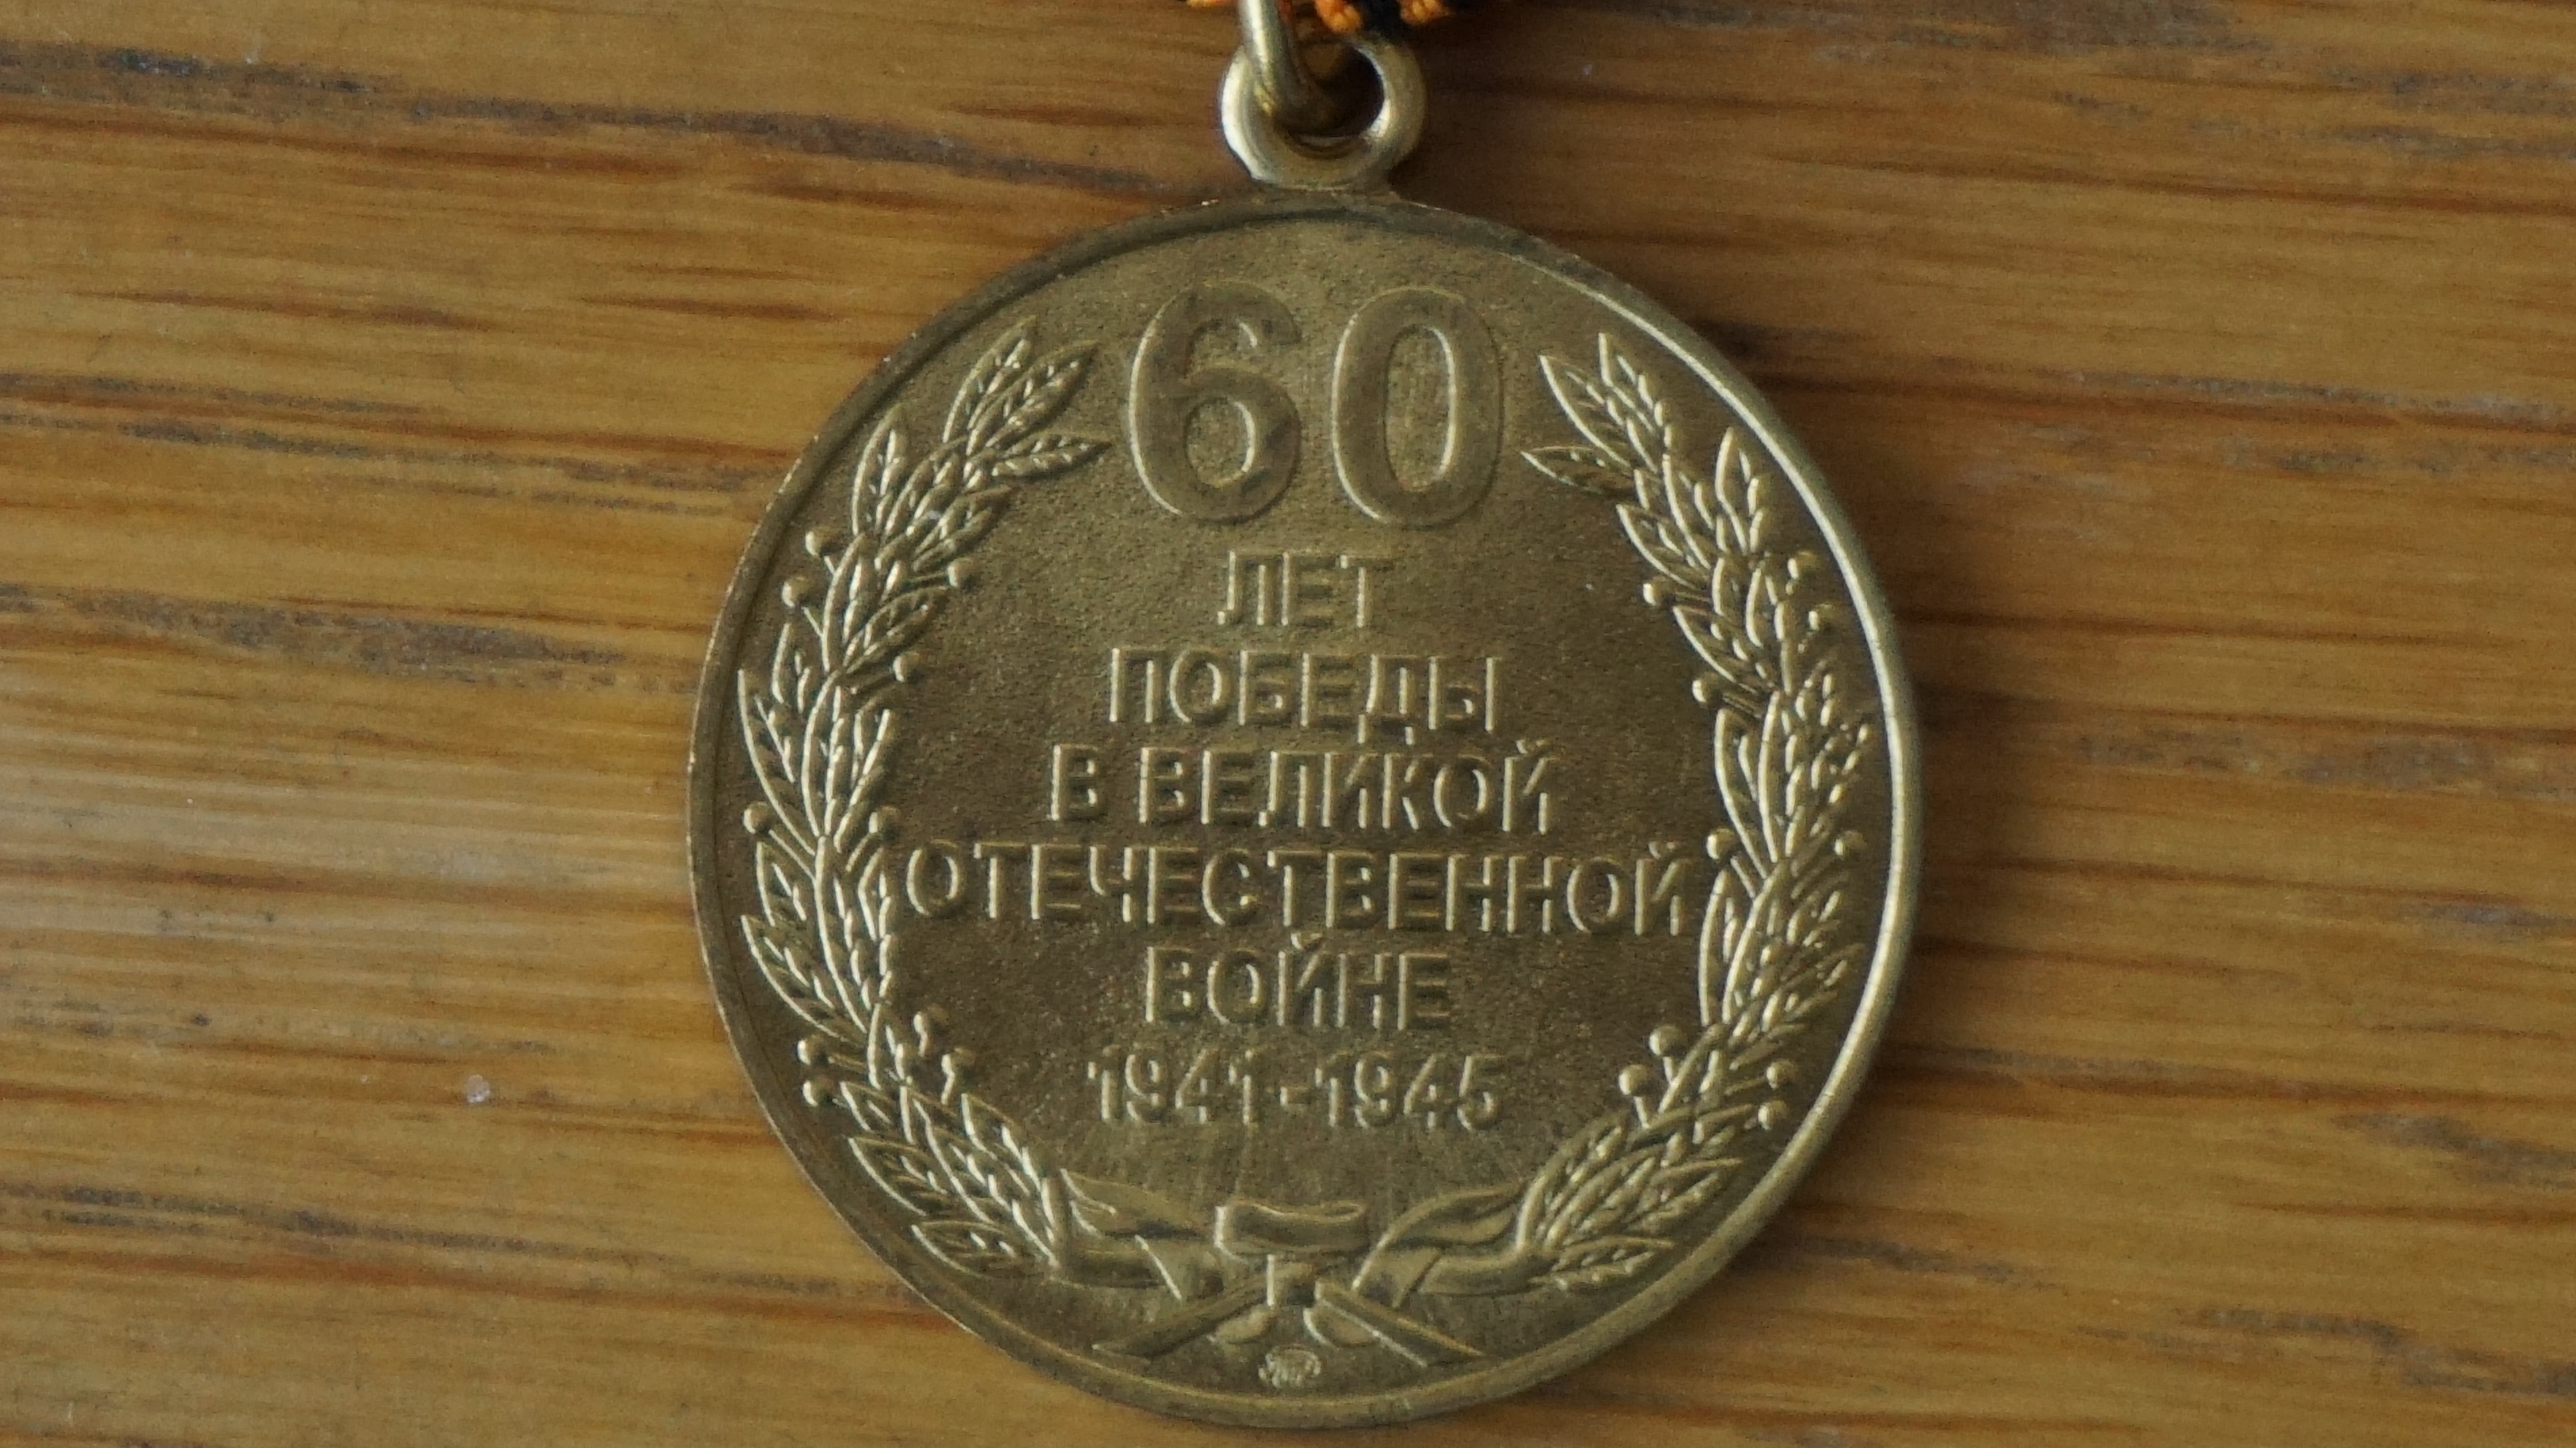 60
ЛЕТ
ПОБЕДЫ
В ВЕЛИКОЙ
ОТЕЧЕСТВЕННОЙ
ВОЙНЕ
1941-1945